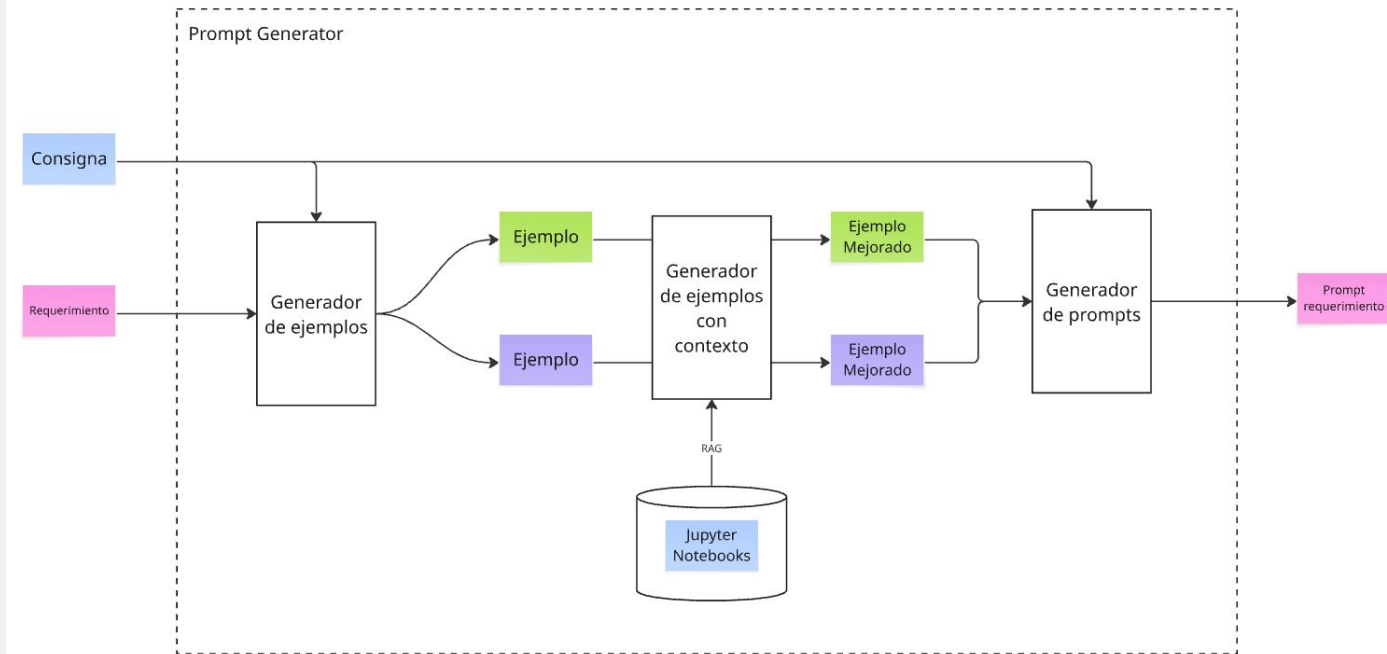 Prompt Generator
Consigna
Requerimiento
Generador
de ejemplos
Ejemplo
Ejemplo
Generador
de ejemplos
con
contexto
Ejemplo
Mejorado
Ejemplo
Mejorado
Generador
de prompts
Prompt
requerimiento
RAG
Jupyter
Notebooks